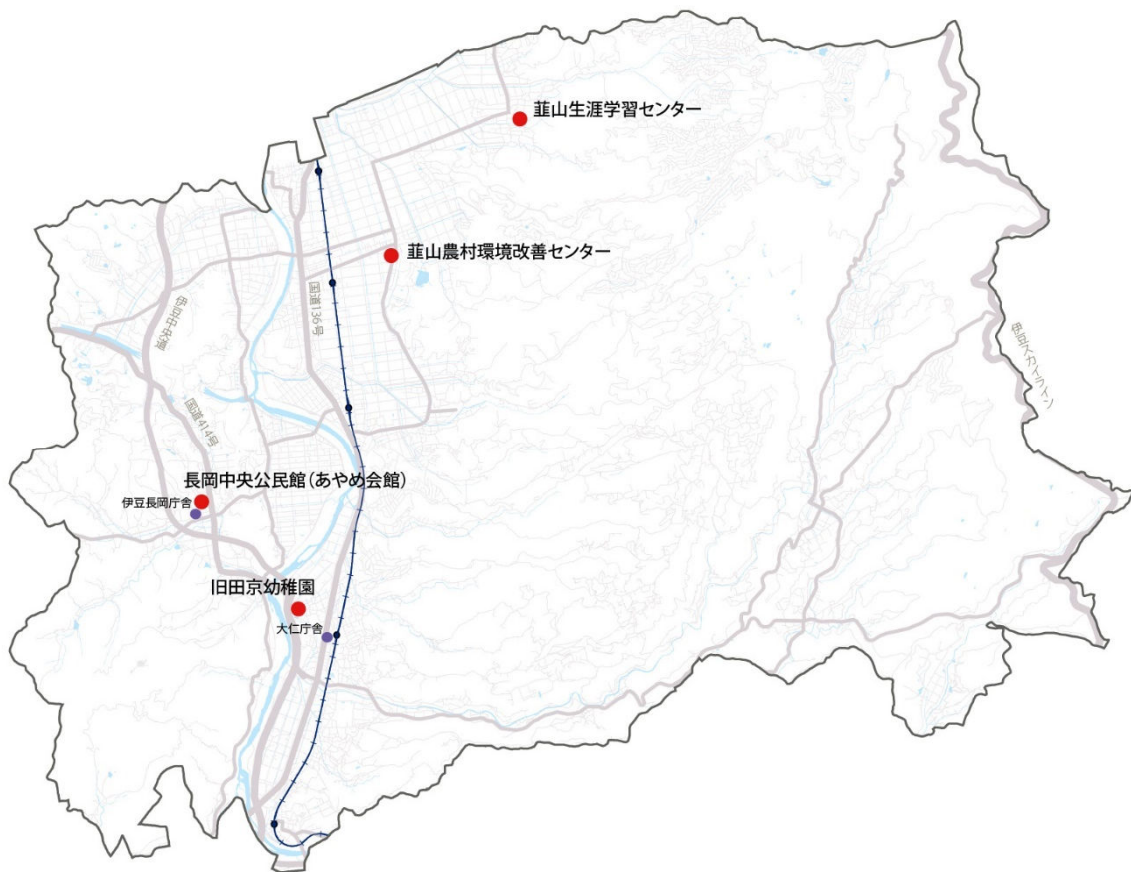 韮山生涯学習センター
韮山農村環境改善センター
国道136号
伊豆中央道
伊豆スカイライン
国道414号
長岡中央公民館(あやめ会館)
伊豆長岡庁舎
旧田京幼稚園
大仁庁舎